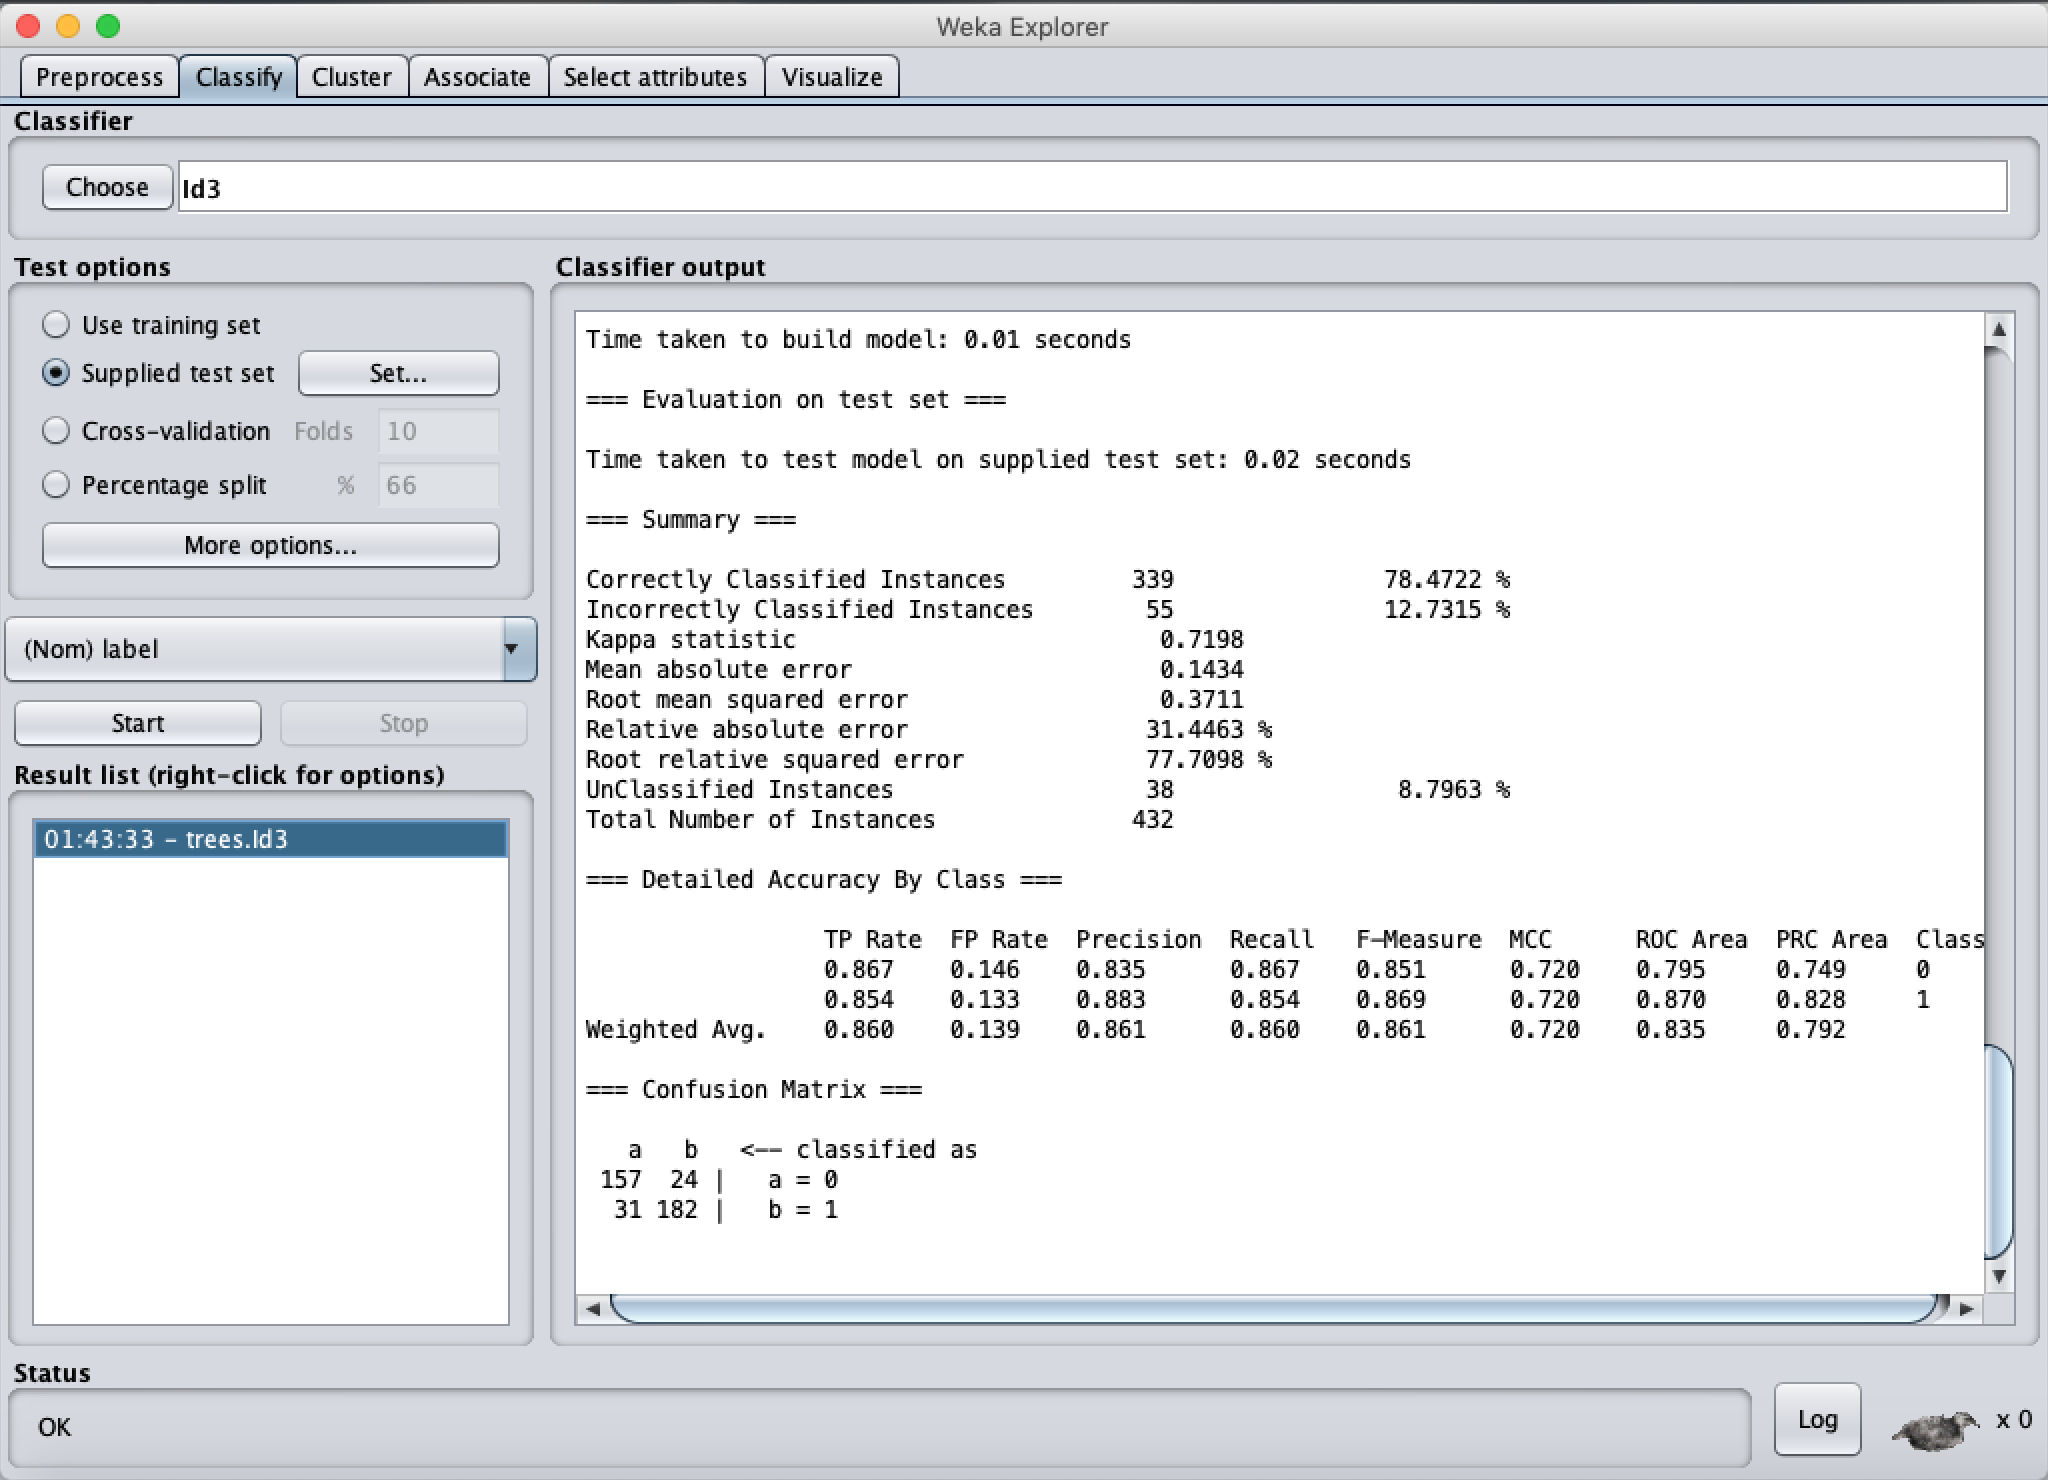 Weka Explorer
Preprocess Classify Cluster Associate Select attributes Visualize
Classifier
Choose Id3
Test options
Use training set
Supplied test set Set...
Cross-validation Folds 10
Percentage split % 66
More options...
(Nom) label
Start Stop
Result list (right-click for options)
01:43:33 - trees.Id3
Classifier output
Time taken to build model: 0.01 seconds
=== Evaluation on test set ===
Time taken to test model on supplied test set: 0.02 seconds
=== Summary ===
Correctly Classified Instances 339 78.4722 %
Incorrectly Classified Instances 55 12.7315 %
Kappa statistic 0.7198
Mean absolute error 0.1434
Root mean squared error 0.3711
Relative absolute error 31.4463 %
Root relative squared error 77.7098 %
UnClassified Instances 38 8.7963 %
Total Number of Instances 432
=== Detailed Accuracy By Class ===
TP Rate FP Rate Precision Recall F-Measure MCC ROC Area PRC Area Class
0.867 0.146 0.835 0.867 0.851 0.720 0.795 0.749 0
0.854 0.133 0.883 0.854 0.869 0.720 0.870 0.828 1
Weighted Avg. 0.860 0.139 0.861 0.860 0.861 0.720 0.835 0.792
=== Confusion Matrix ===
a b <-- classified as
157 24 | a = 0
31 182 | b = 1
Status
OK
Log x 0